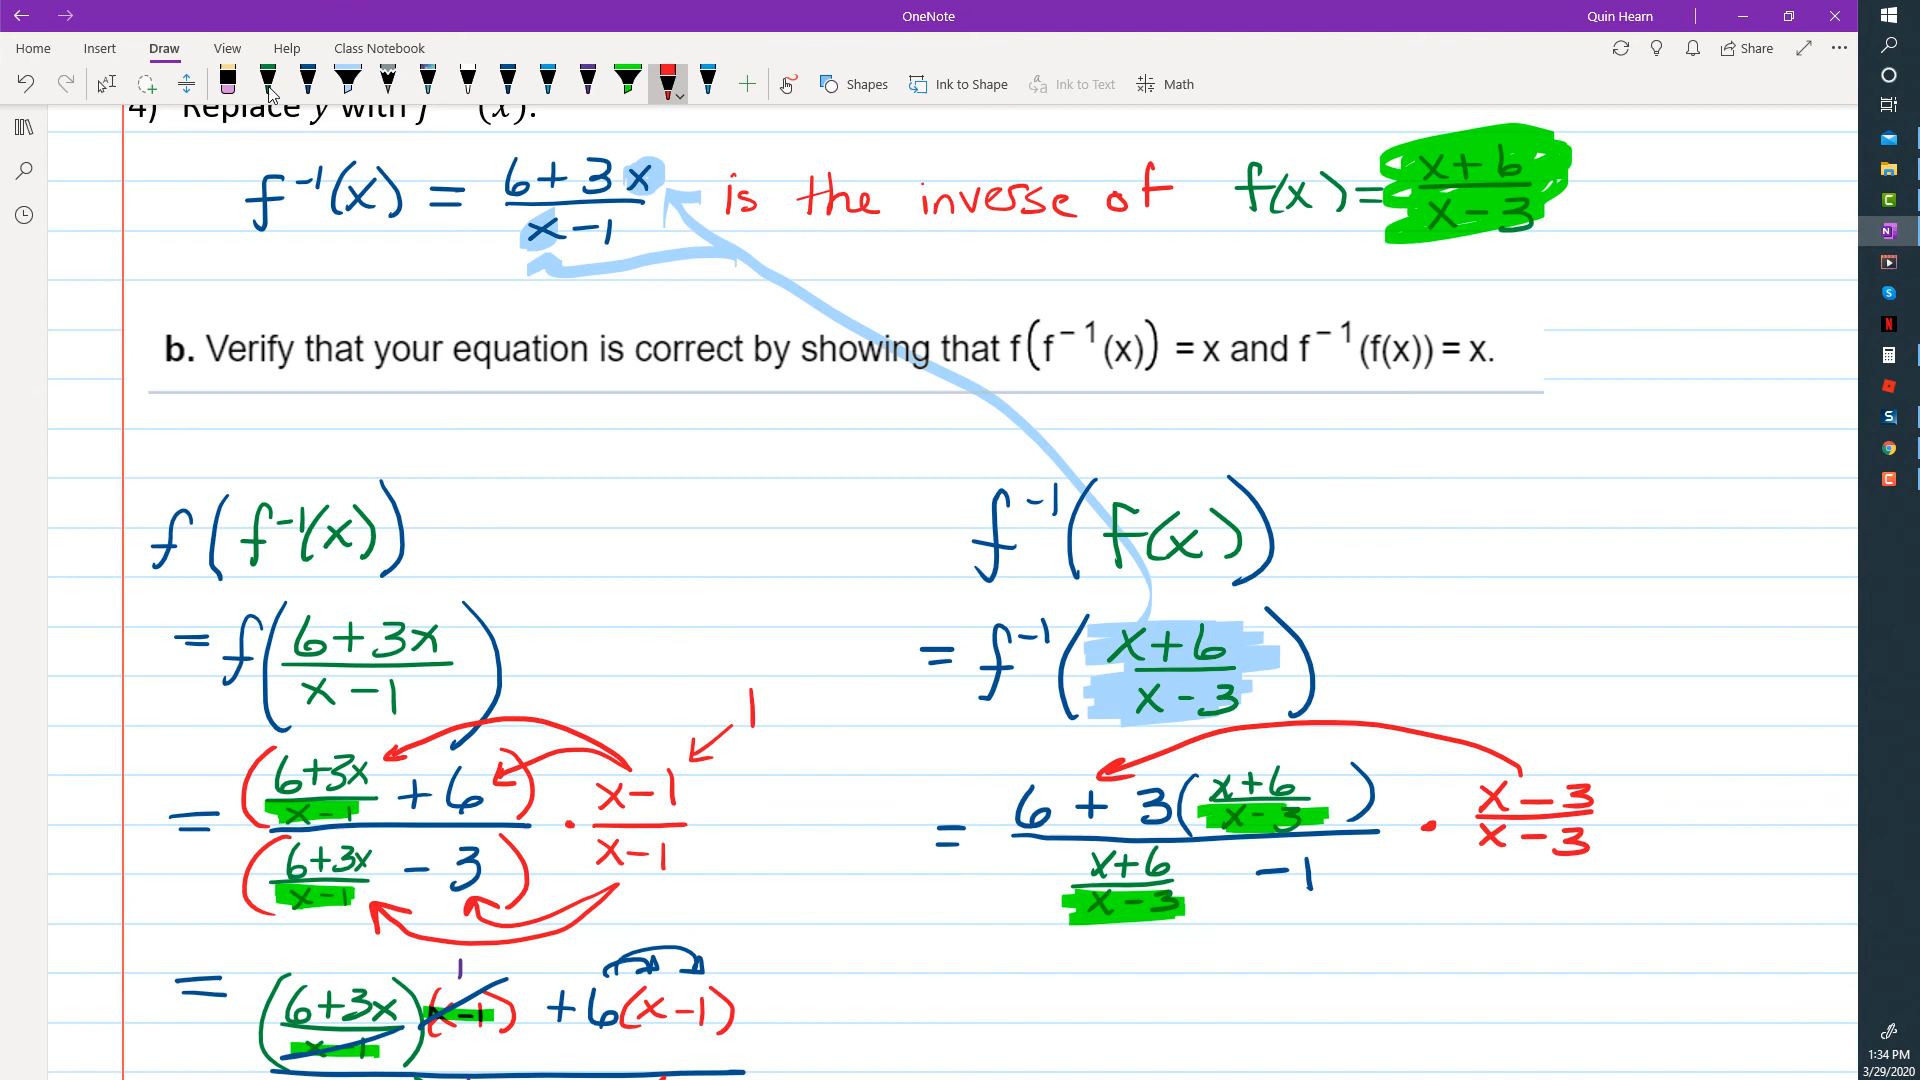 OneNote
Quin Hearn
Home Insert Draw View Help Class Notebook
Share
Shapes Ink to Shape Ink to Text Math
4) Replace y with f (x).
f⁻¹(x) = (6+3x)/(x-1) is the inverse of f(x) = (x+6)/(x-3)
b. Verify that your equation is correct by showing that f(f⁻¹(x)) = x and f⁻¹(f(x)) = x.
f(f⁻¹(x))
= f((6+3x)/(x-1))
1
= ((6+3x)/(x-1) + 6)/((6+3x)/(x-1) - 3) · (x-1)/(x-1)
1
= ((6+3x)/(x-1))(x-1) + 6(x-1)
f⁻¹(f(x))
= f⁻¹((x+6)/(x-3))
= (6 + 3((x+6)/(x-3)))/((x+6)/(x-3) - 1) · (x-3)/(x-3)
1:34 PM
3/29/2020